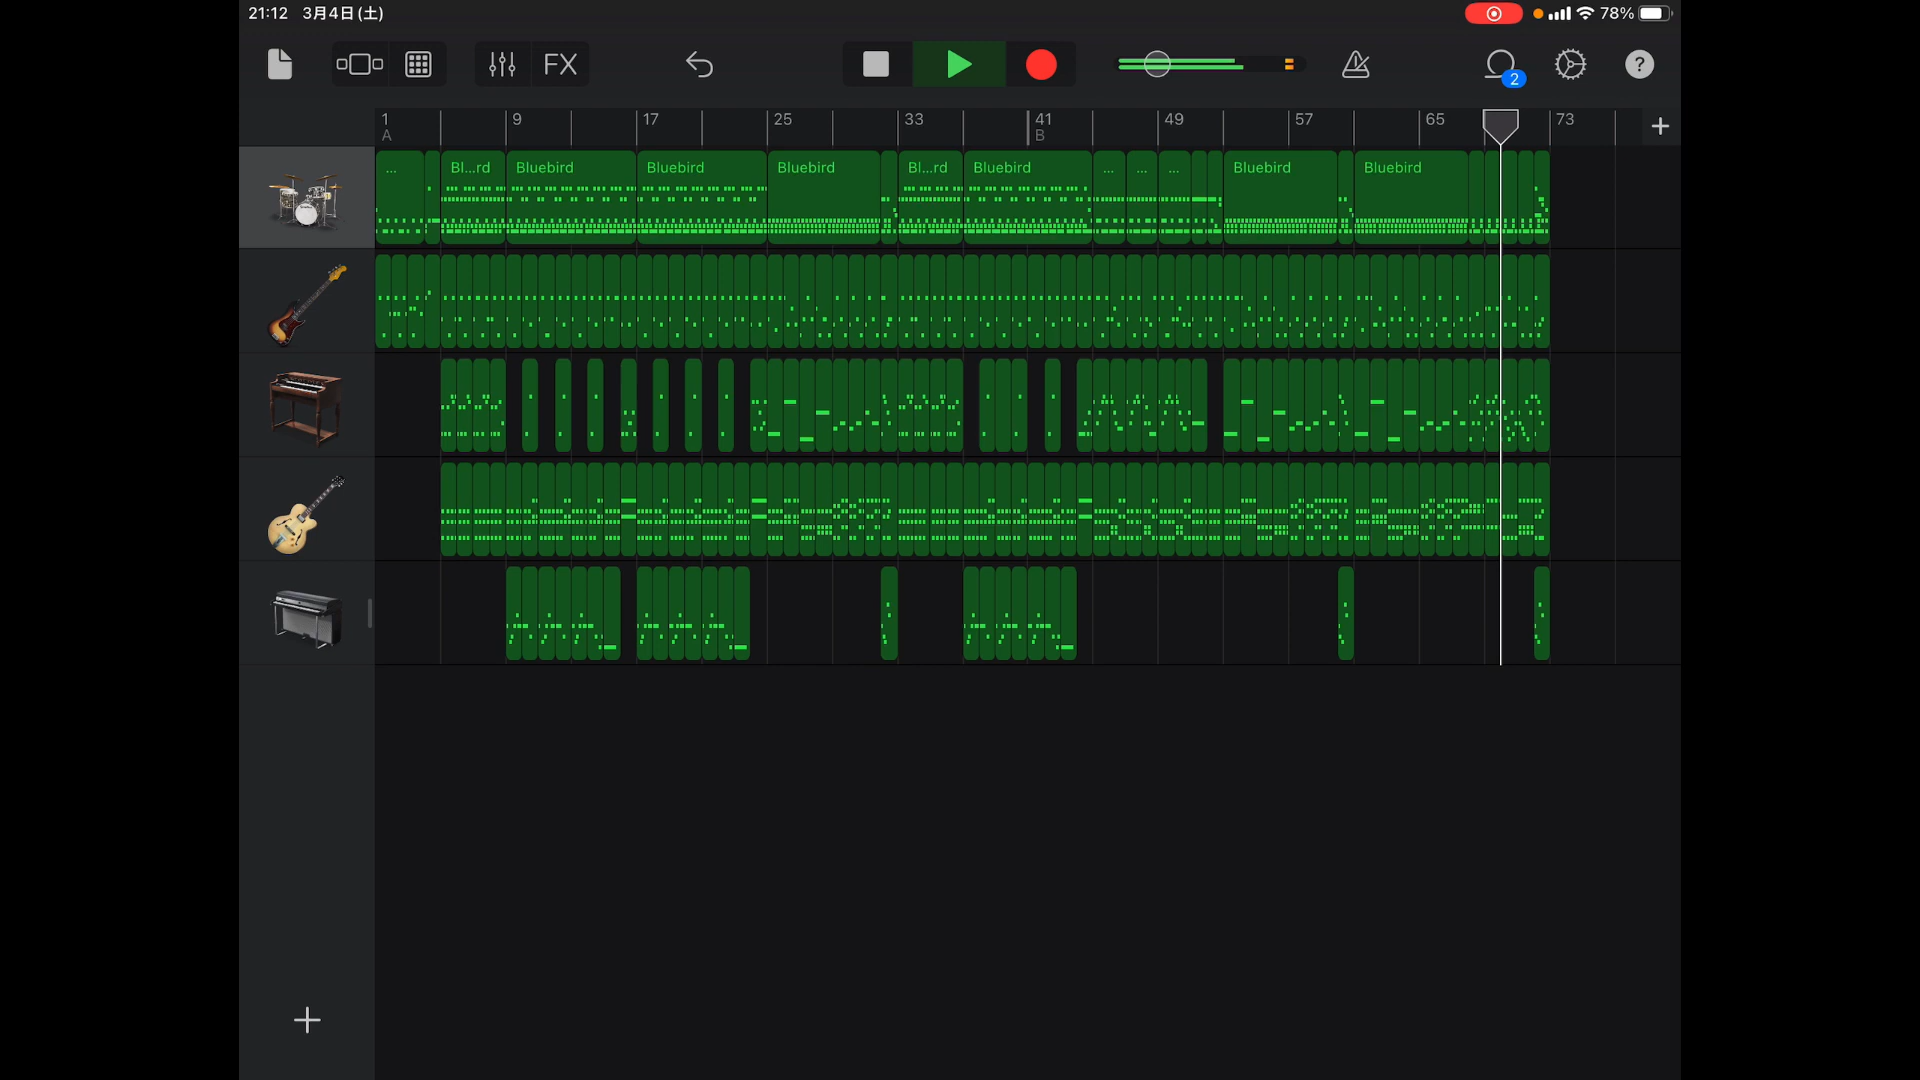 21:12 3月4日(土) 78%
FX 2 ?
1 9 17 25 33 41 49 57 65 73
A B
... Bl...rd Bluebird Bluebird Bluebird Bl...rd Bluebird ... ... ... Bluebird Bluebird